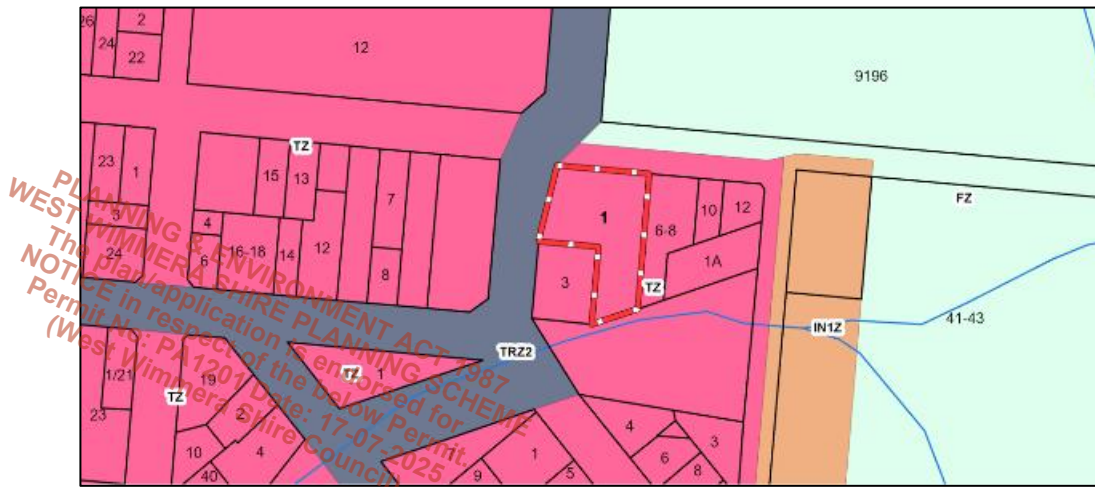 26
24
2
22
12
9196
TZ
23
1
15
13
7
1
6-8
10
12
FZ
3
24
4
6
16-18
14
12
8
3
TZ
1A
41-43
IN1Z
TRZ2
PLANNING & ENVIRONMENT ACT 1987
WEST WIMMERA SHIRE PLANNING SCHEME
The plan/application is endorsed for
NOTICE in respect of the below Permit.
Permit No: PA1201 Date: 17-07-2025
(West Wimmera Shire Council)
1/21
TZ
19
TZ
1
23
2
10
4
40
1
9
1
5
4
6
3
8